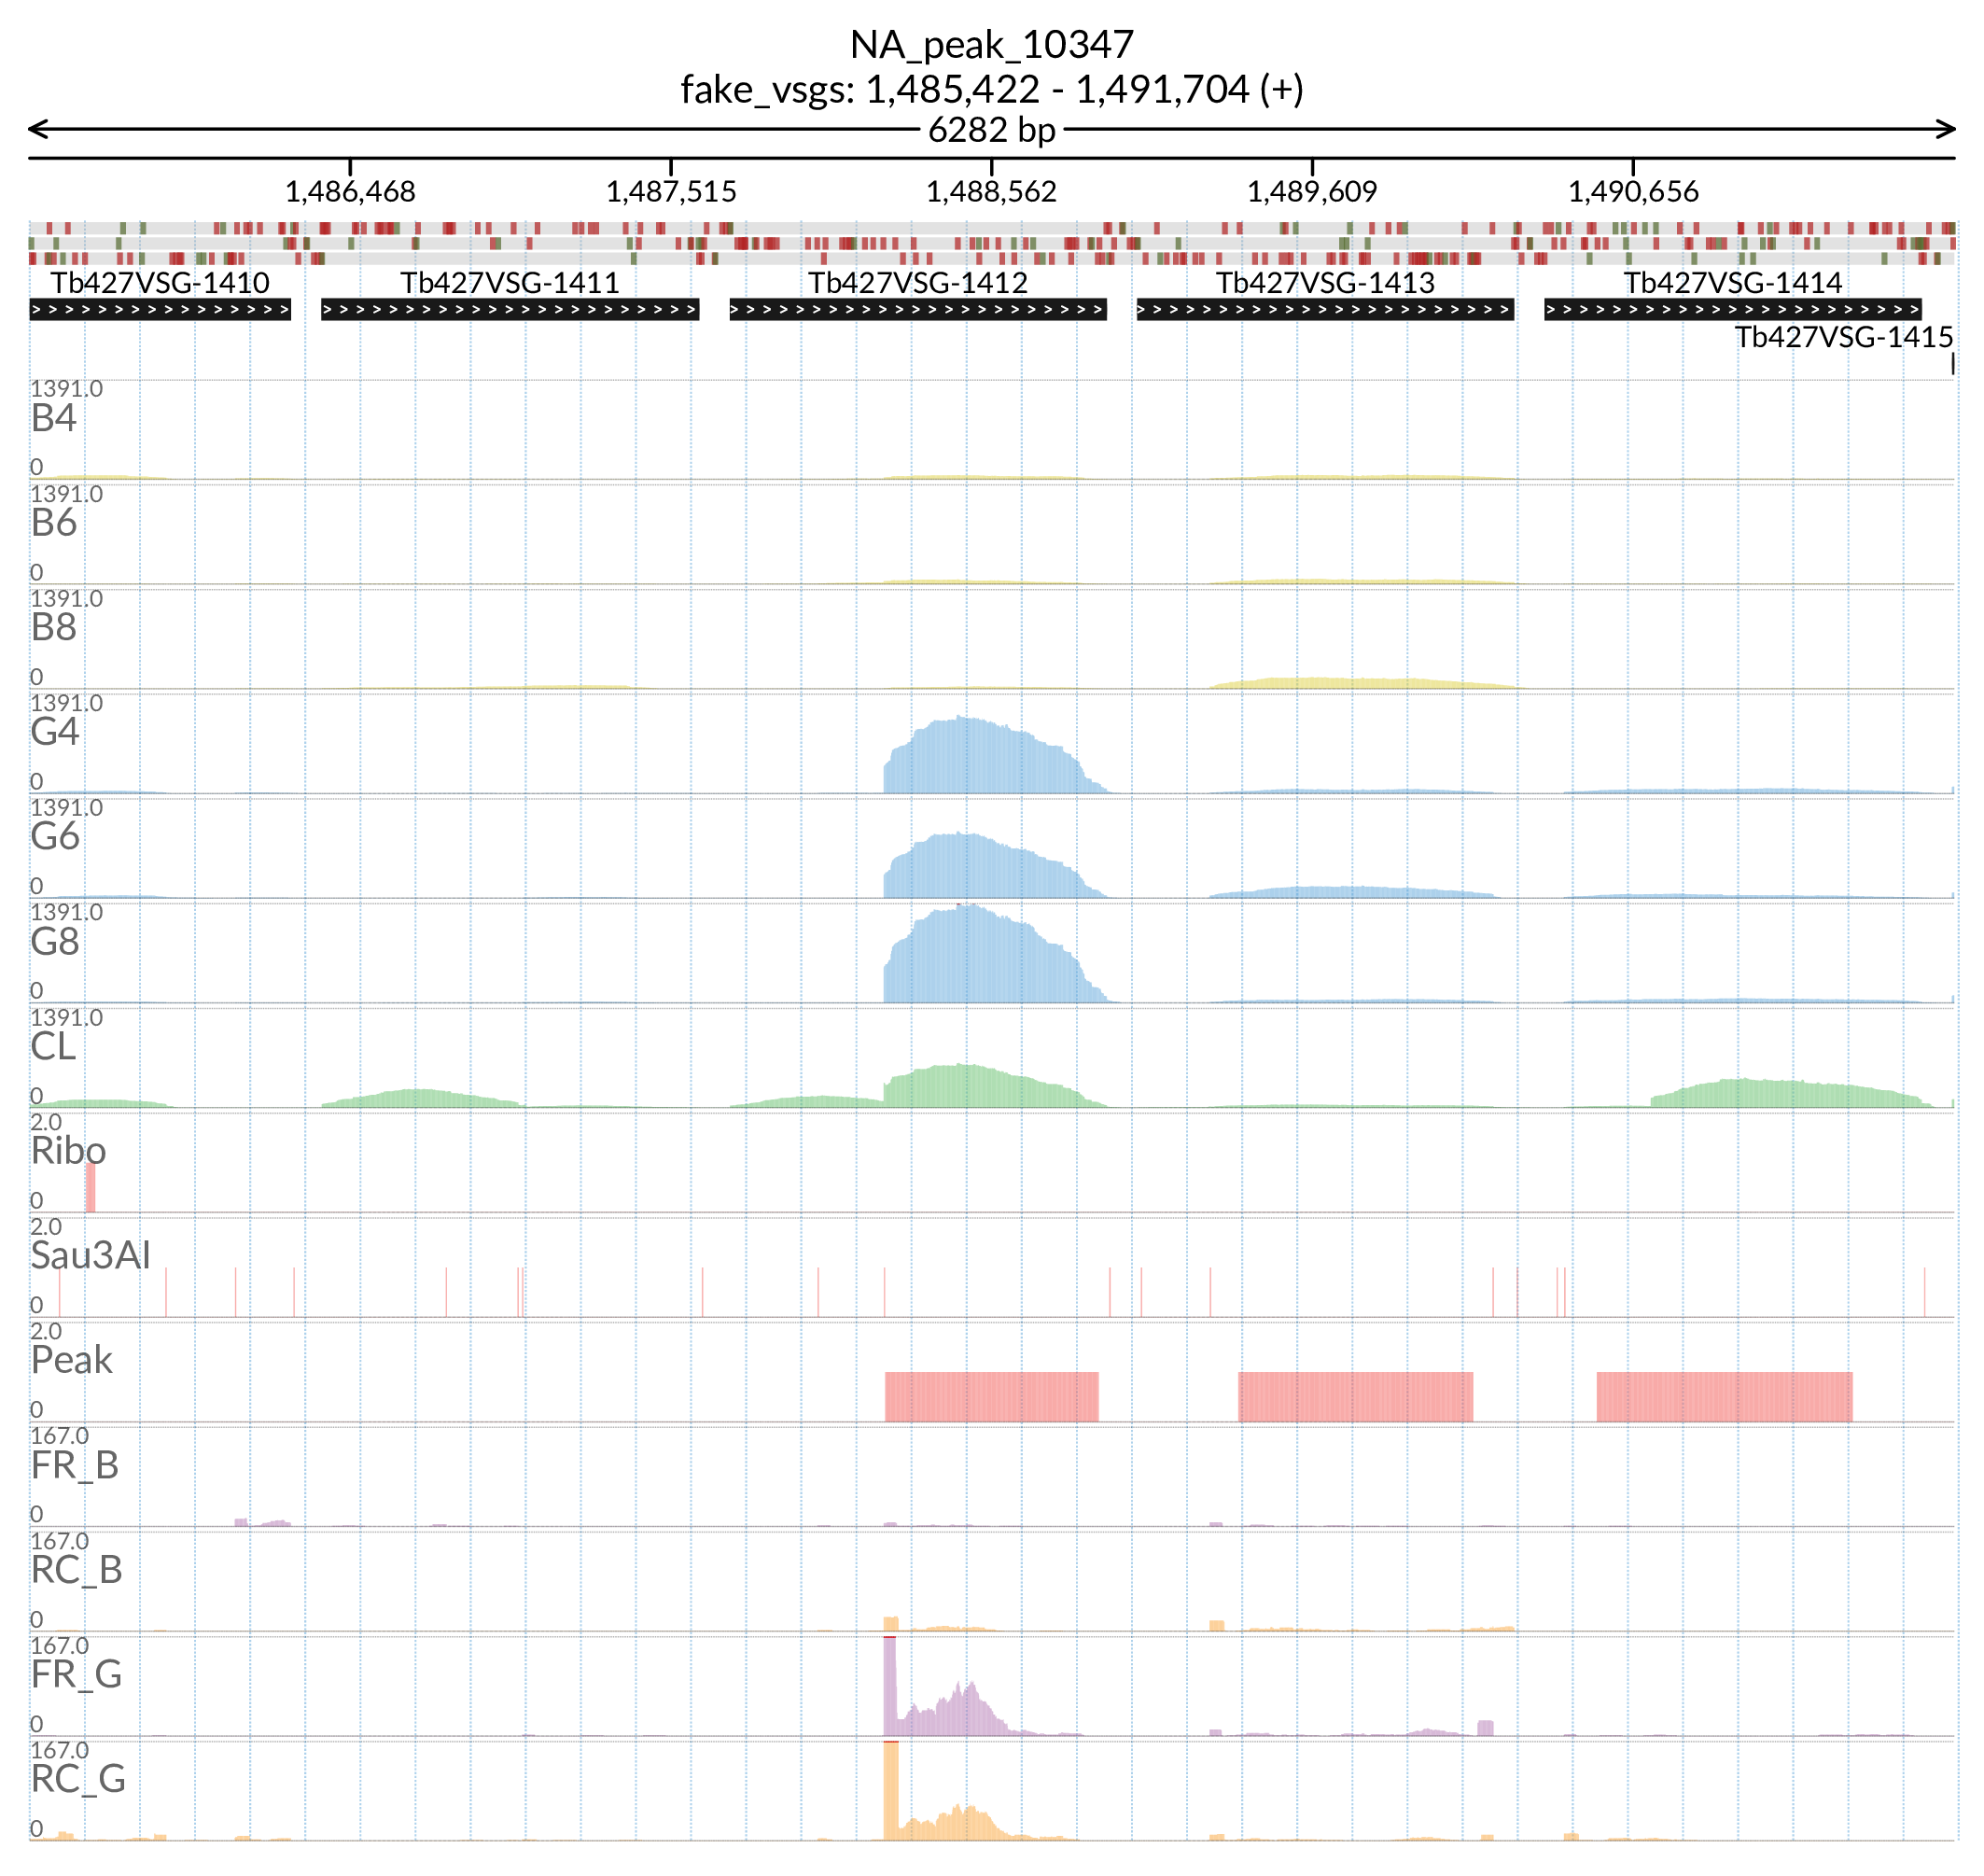 NA_peak_10347
fake_vsgs: 1,485,422 - 1,491,704 (+)
6282 bp
1,486,468 1,487,515 1,488,562 1,489,609 1,490,656
Tb427VSG-1410 Tb427VSG-1411 Tb427VSG-1412 Tb427VSG-1413 Tb427VSG-1414
Tb427VSG-1415
1391.0
B4
0
1391.0
B6
0
1391.0
B8
0
1391.0
G4
0
1391.0
G6
0
1391.0
G8
0
1391.0
CL
0
2.0
Ribo
0
2.0
Sau3AI
0
2.0
Peak
0
167.0
FR_B
0
167.0
RC_B
0
167.0
FR_G
0
167.0
RC_G
0